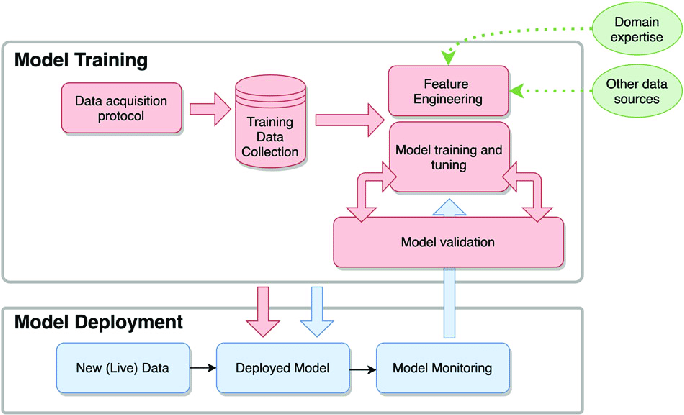 Domain
expertise
Model Training
Other data
sources
Feature
Engineering
Data acquisition
protocol
Training
Data
Collection
Model training and
tuning
Model validation
Model Deployment
New (Live) Data
Deployed Model
Model Monitoring